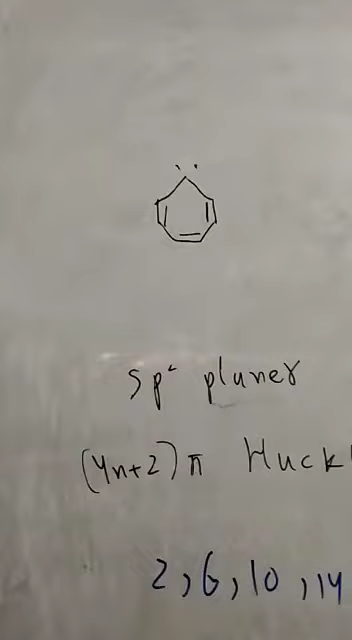 sp² planer
(4n+2)π Huck
2, 6, 10, 14